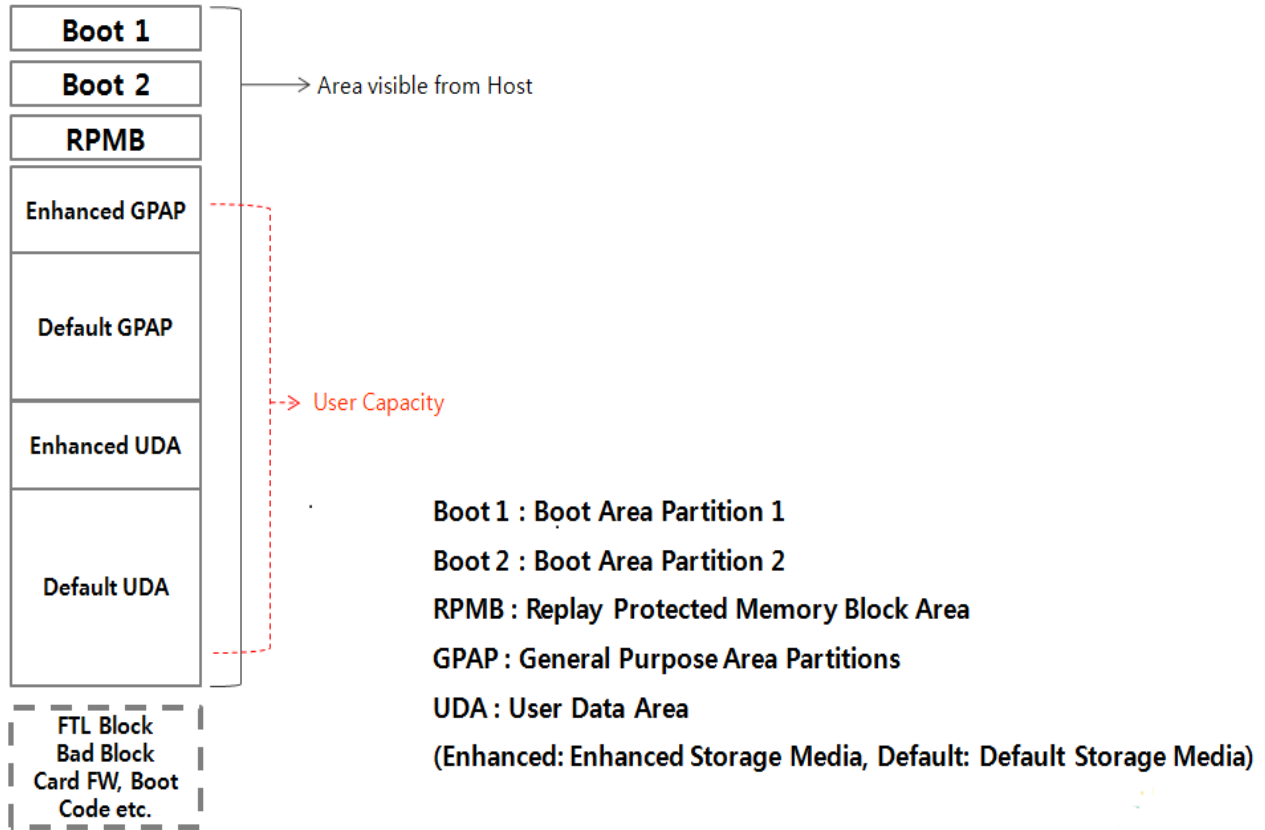 Boot 1
Boot 2
RPMB
Enhanced GPAP
Default GPAP
Enhanced UDA
Default UDA
FTL Block
Bad Block
Card FW, Boot
Code etc.
Area visible from Host
User Capacity
Boot 1 : Boot Area Partition 1
Boot 2 : Boot Area Partition 2
RPMB : Replay Protected Memory Block Area
GPAP : General Purpose Area Partitions
UDA : User Data Area
(Enhanced: Enhanced Storage Media, Default: Default Storage Media)